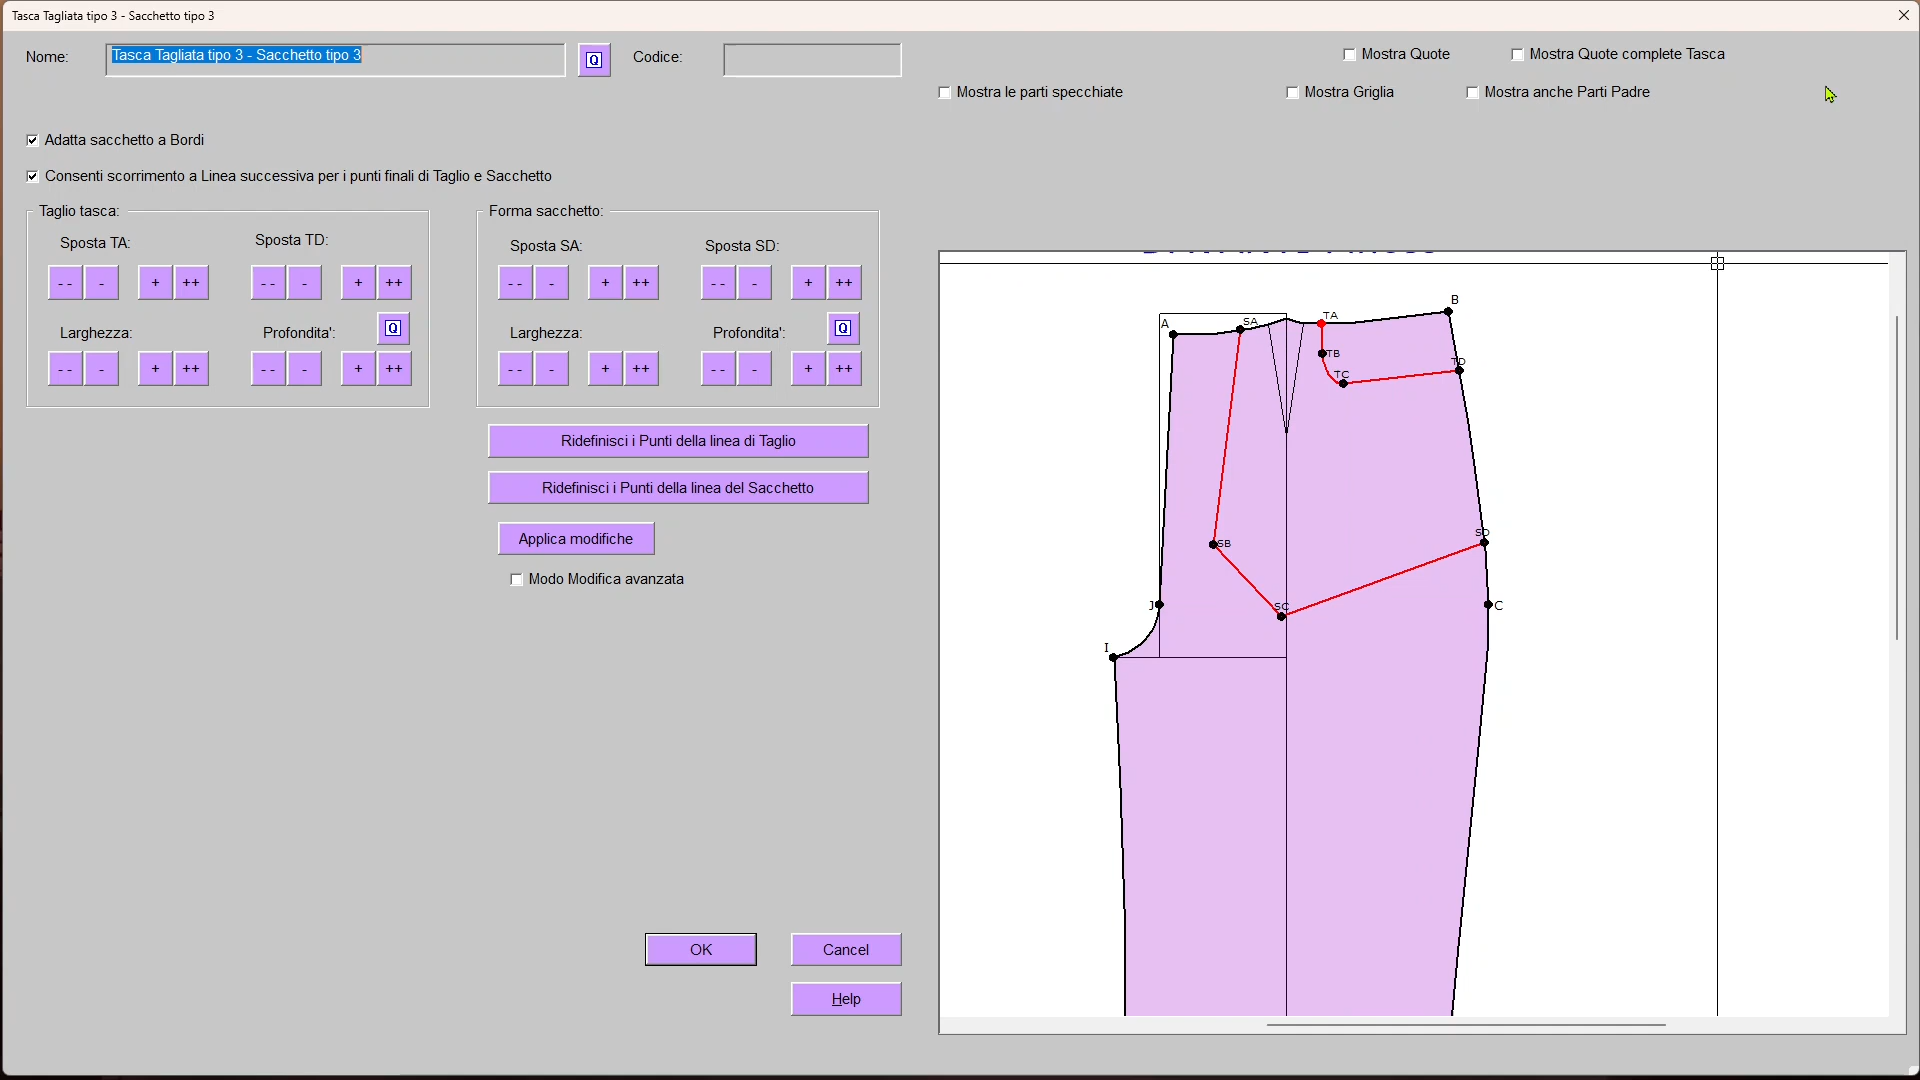 Tasca Tagliata tipo 3 - Sacchetto tipo 3
Nome: Tasca Tagliata tipo 3 - Sacchetto tipo 3 Q Codice:
Mostra Quote Mostra Quote complete Tasca
Mostra le parti specchiate Mostra Griglia Mostra anche Parti Padre
Adatta sacchetto a Bordi
Consenti scorrimento a Linea successiva per i punti finali di Taglio e Sacchetto
Taglio tasca:
Sposta TA: Sposta TD:
-- - + ++ -- - + ++
Larghezza: Profondita': Q
-- - + ++ -- - + ++
Forma sacchetto:
Sposta SA: Sposta SD:
-- - + ++ -- - + ++
Larghezza: Profondita': Q
-- - + ++ -- - + ++
Ridefinisci i Punti della linea di Taglio
Ridefinisci i Punti della linea del Sacchetto
Applica modifiche
Modo Modifica avanzata
OK Cancel
Help
B
A SA TA
TB
TD
TC
SD
SB
J SC C
I